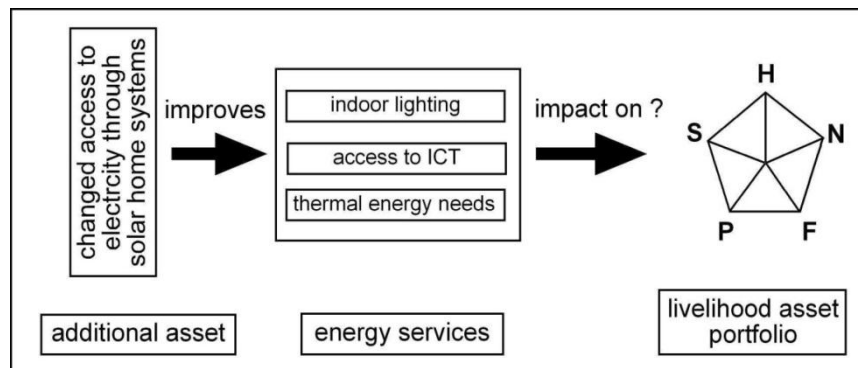 changed access to
electrcity through
solar home systems
improves
indoor lighting
access to ICT
thermal energy needs
impact on ?
H
S
N
P
F
additional asset
energy services
livelihood asset
portfolio